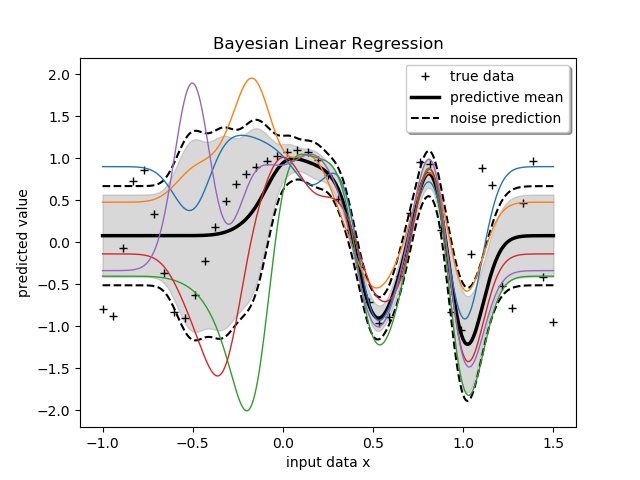 Bayesian Linear Regression
true data
predictive mean
noise prediction
predicted value
2.0
1.5
1.0
0.5
0.0
−0.5
−1.0
−1.5
−2.0
−1.0 −0.5 0.0 0.5 1.0 1.5
input data x